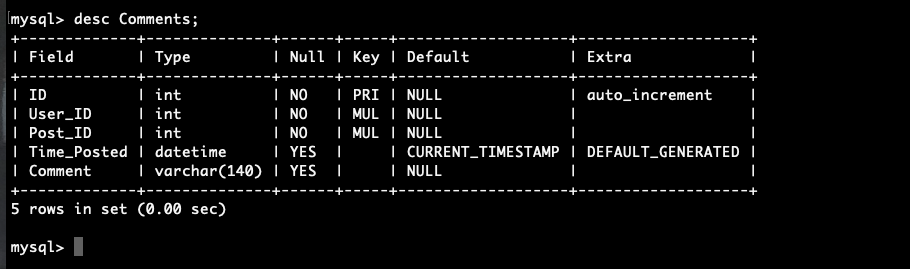 mysql> desc Comments;
+-------------+--------------+------+-----+-------------------+-------------------+
| Field       | Type         | Null | Key | Default           | Extra             |
+-------------+--------------+------+-----+-------------------+-------------------+
| ID          | int          | NO   | PRI | NULL              | auto_increment    |
| User_ID     | int          | NO   | MUL | NULL              |                   |
| Post_ID     | int          | NO   | MUL | NULL              |                   |
| Time_Posted | datetime     | YES  |     | CURRENT_TIMESTAMP | DEFAULT_GENERATED |
| Comment     | varchar(140) | YES  |     | NULL              |                   |
+-------------+--------------+------+-----+-------------------+-------------------+
5 rows in set (0.00 sec)
mysql>